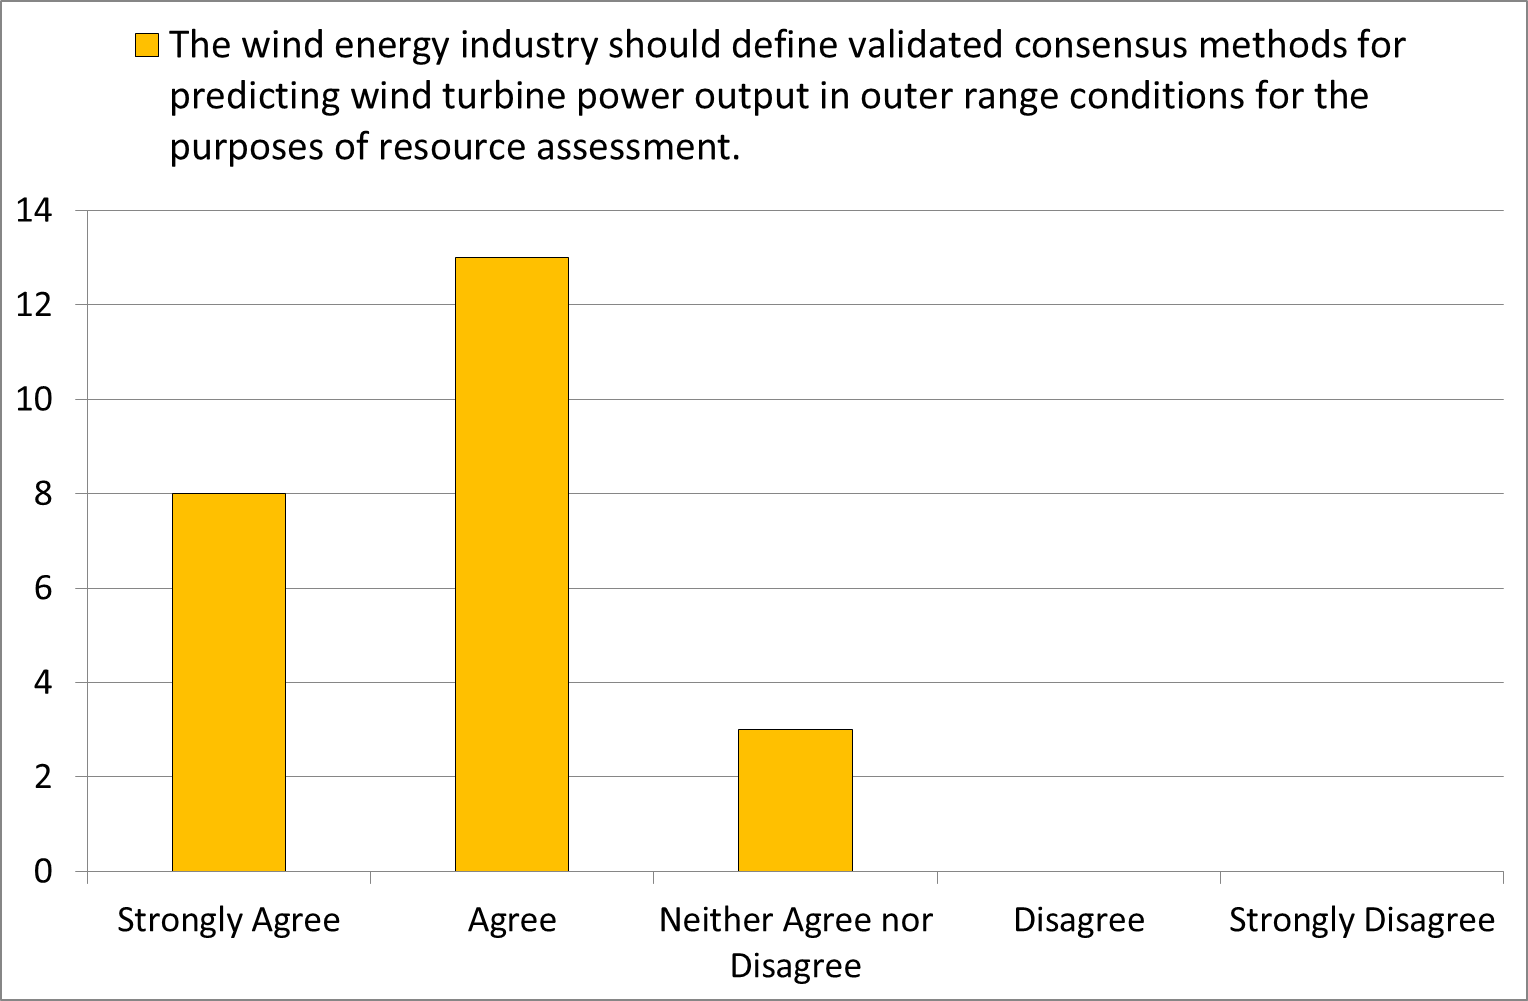 The wind energy industry should define validated consensus methods for
predicting wind turbine power output in outer range conditions for the
purposes of resource assessment.
14
12
10
8
6
4
2
0
Strongly Agree
Agree
Neither Agree nor
Disagree
Disagree
Strongly Disagree